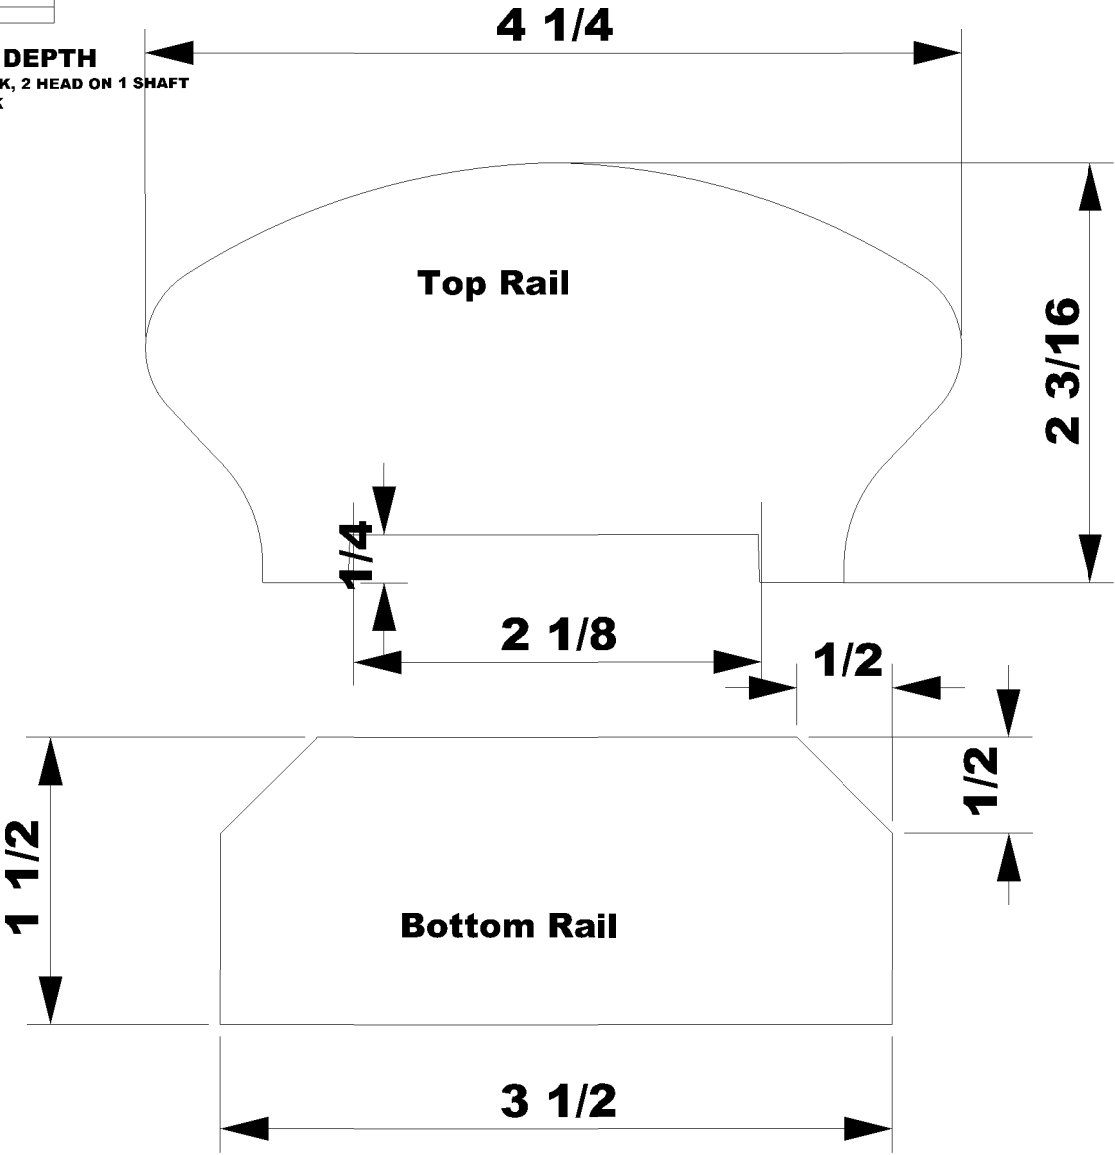 4 1/4
DEPTH
K, 2 HEAD ON 1 SHAFT
K
Top Rail
2 3/16
1/4
2 1/8
1/2
1/2
1 1/2
Bottom Rail
3 1/2